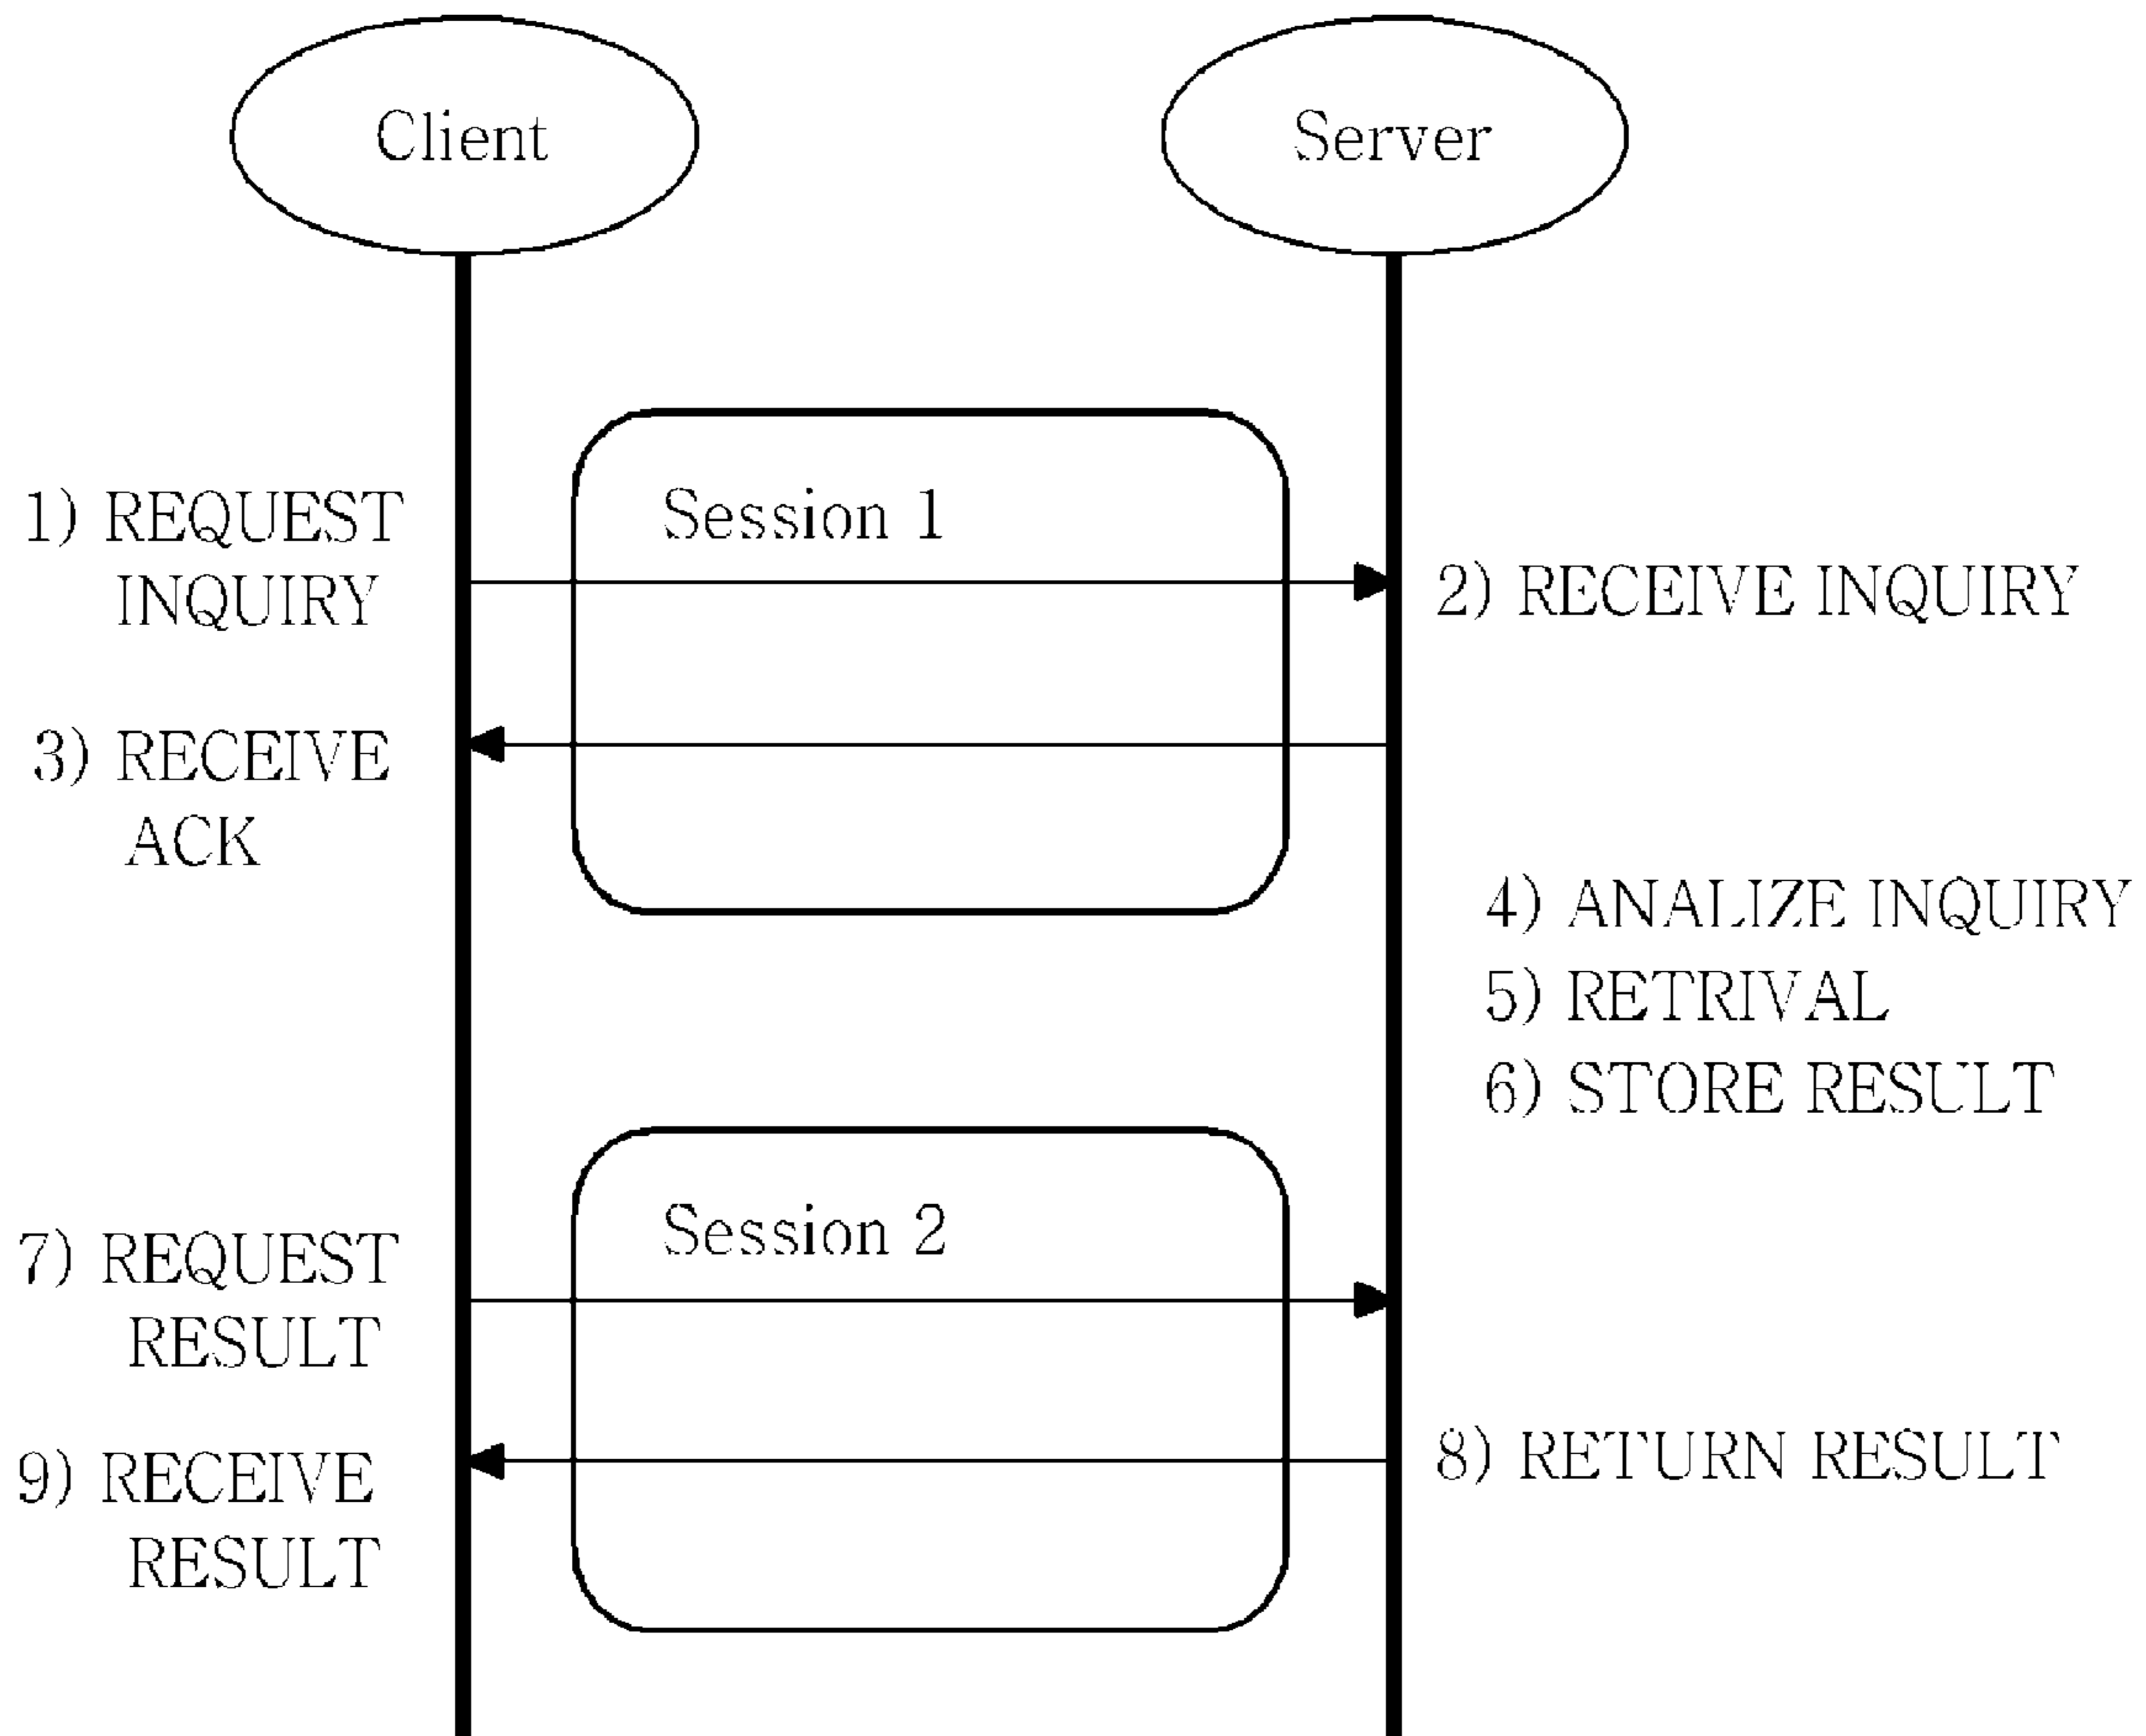 Client
Server
Session 1
1) REQUEST
INQUIRY
2) RECEIVE INQUIRY
3) RECEIVE
ACK
4) ANALIZE INQUIRY
5) RETRIVAL
6) STORE RESULT
Session 2
7) REQUEST
RESULT
8) RETURN RESULT
9) RECEIVE
RESULT